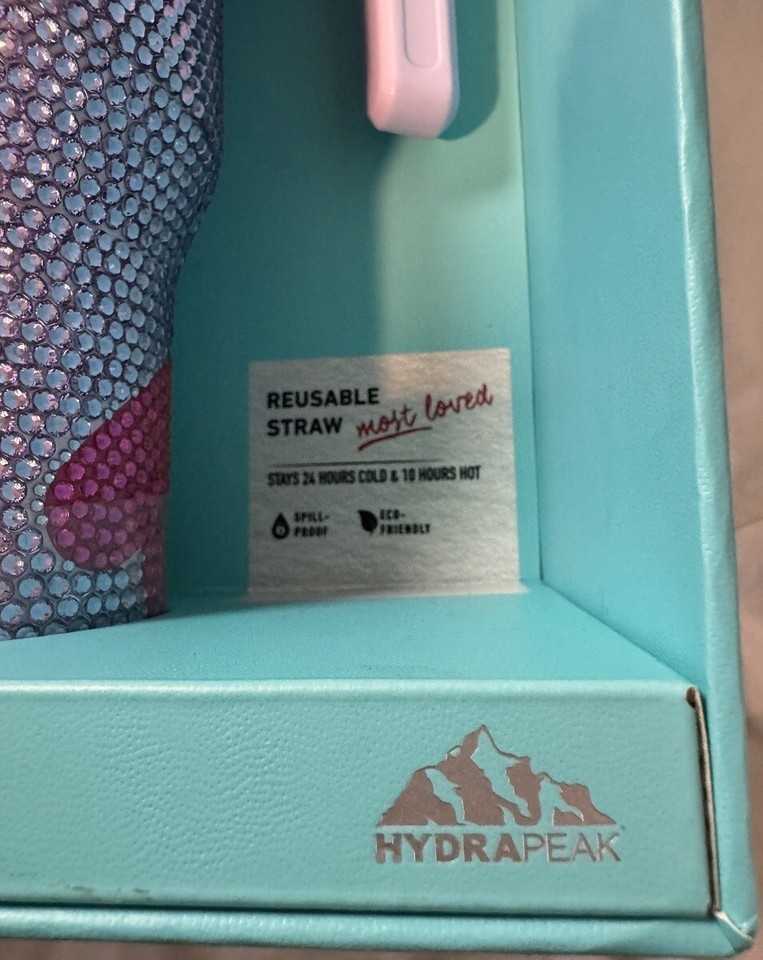 REUSABLE
STRAW most loved
STAYS 24 HOURS COLD & 10 HOURS HOT
SPILL-
PROOF
ECO-
FRIENDLY
HYDRAPEAK